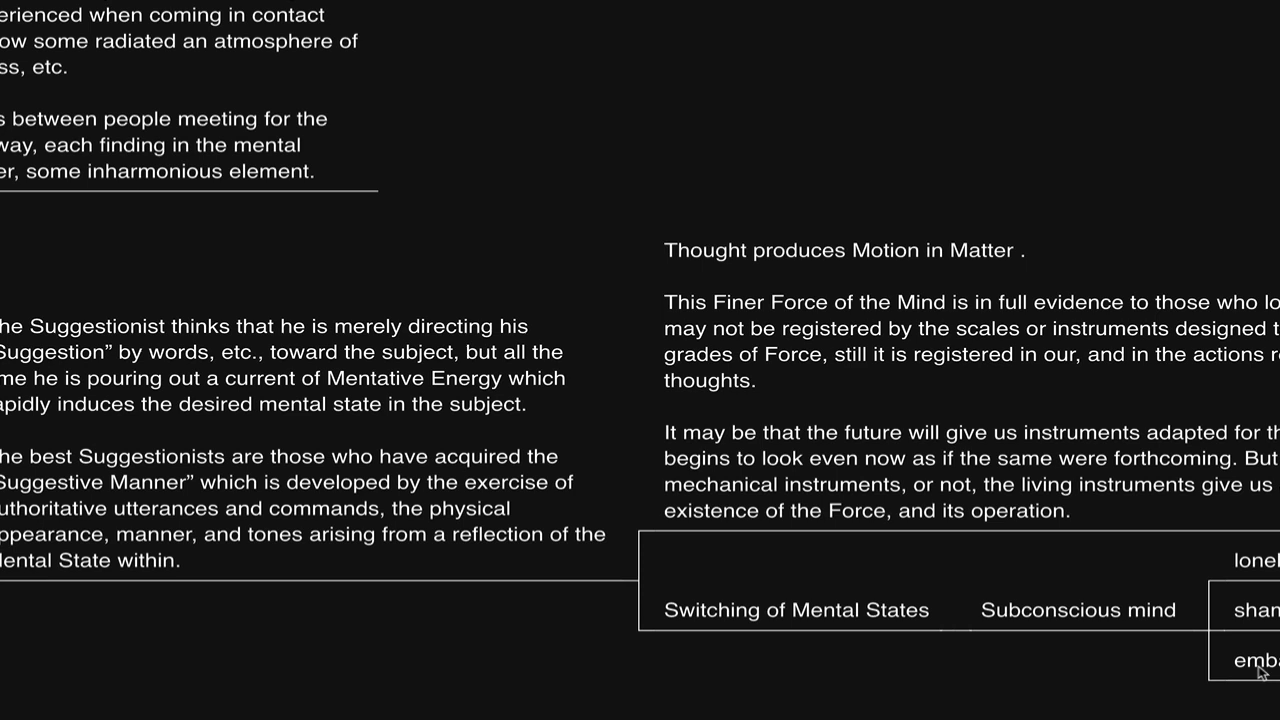 erienced when coming in contact
ow some radiated an atmosphere of
ss, etc.
s between people meeting for the
way, each finding in the mental
er, some inharmonious element.
he Suggestionist thinks that he is merely directing his
Suggestion” by words, etc., toward the subject, but all the
me he is pouring out a current of Mentative Energy which
apidly induces the desired mental state in the subject.
he best Suggestionists are those who have acquired the
Suggestive Manner” which is developed by the exercise of
uthoritative utterances and commands, the physical
ppearance, manner, and tones arising from a reflection of the
Mental State within.
Thought produces Motion in Matter .
This Finer Force of the Mind is in full evidence to those who lo
may not be registered by the scales or instruments designed t
grades of Force, still it is registered in our, and in the actions r
thoughts.
It may be that the future will give us instruments adapted for th
begins to look even now as if the same were forthcoming. But
mechanical instruments, or not, the living instruments give us
existence of the Force, and its operation.
lonel
Switching of Mental States Subconscious mind sham
emba